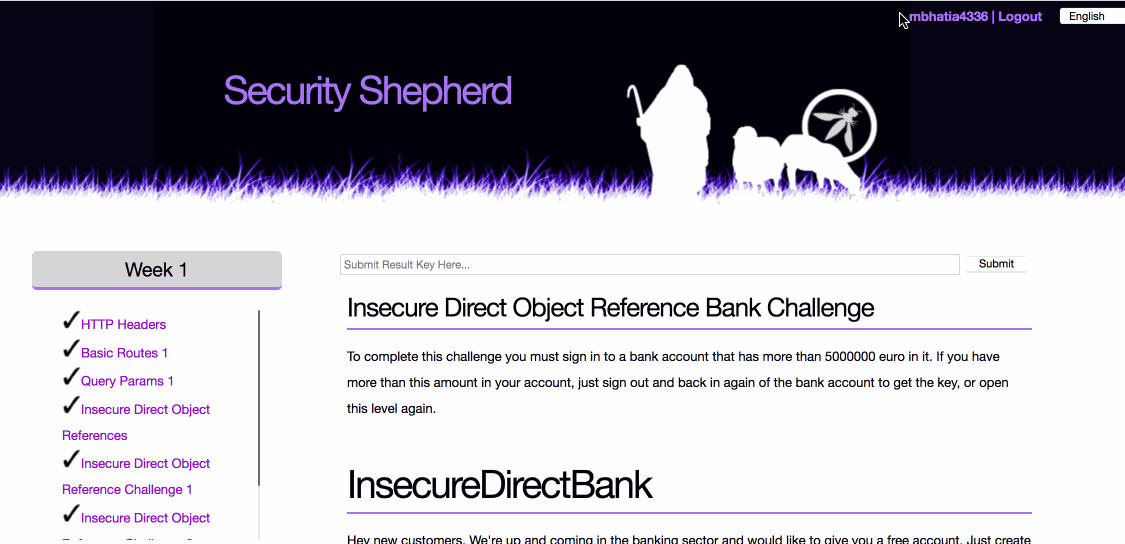 mbhatia4336 | Logout
English
Security Shepherd
Week 1
Submit Result Key Here...
Submit
HTTP Headers
Basic Routes 1
Query Params 1
Insecure Direct Object
References
Insecure Direct Object
Reference Challenge 1
Insecure Direct Object
Insecure Direct Object Reference Bank Challenge
To complete this challenge you must sign in to a bank account that has more than 5000000 euro in it. If you have
more than this amount in your account, just sign out and back in again of the bank account to get the key, or open
this level again.
InsecureDirectBank
Hey new customers. We're up and coming in the banking sector and would like to give you a free account. Just create